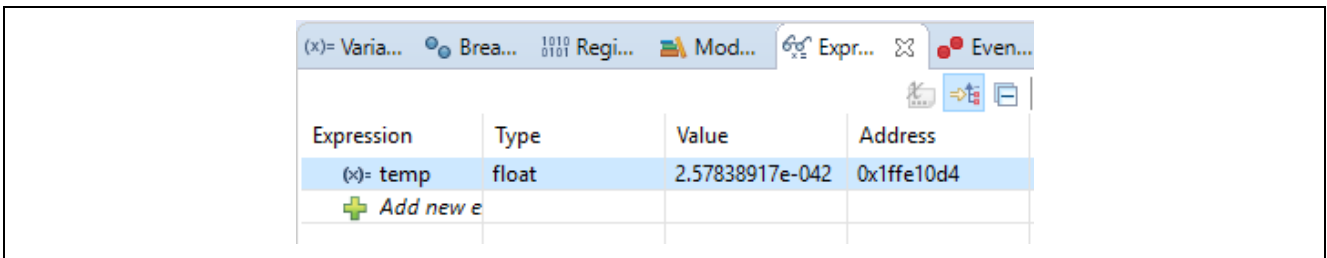 (x)= Varia... Brea... 1010 0101 Regi... Mod... Expr... Even...
Expression Type Value Address
(x)= temp float 2.57838917e-042 0x1ffe10d4
Add new e